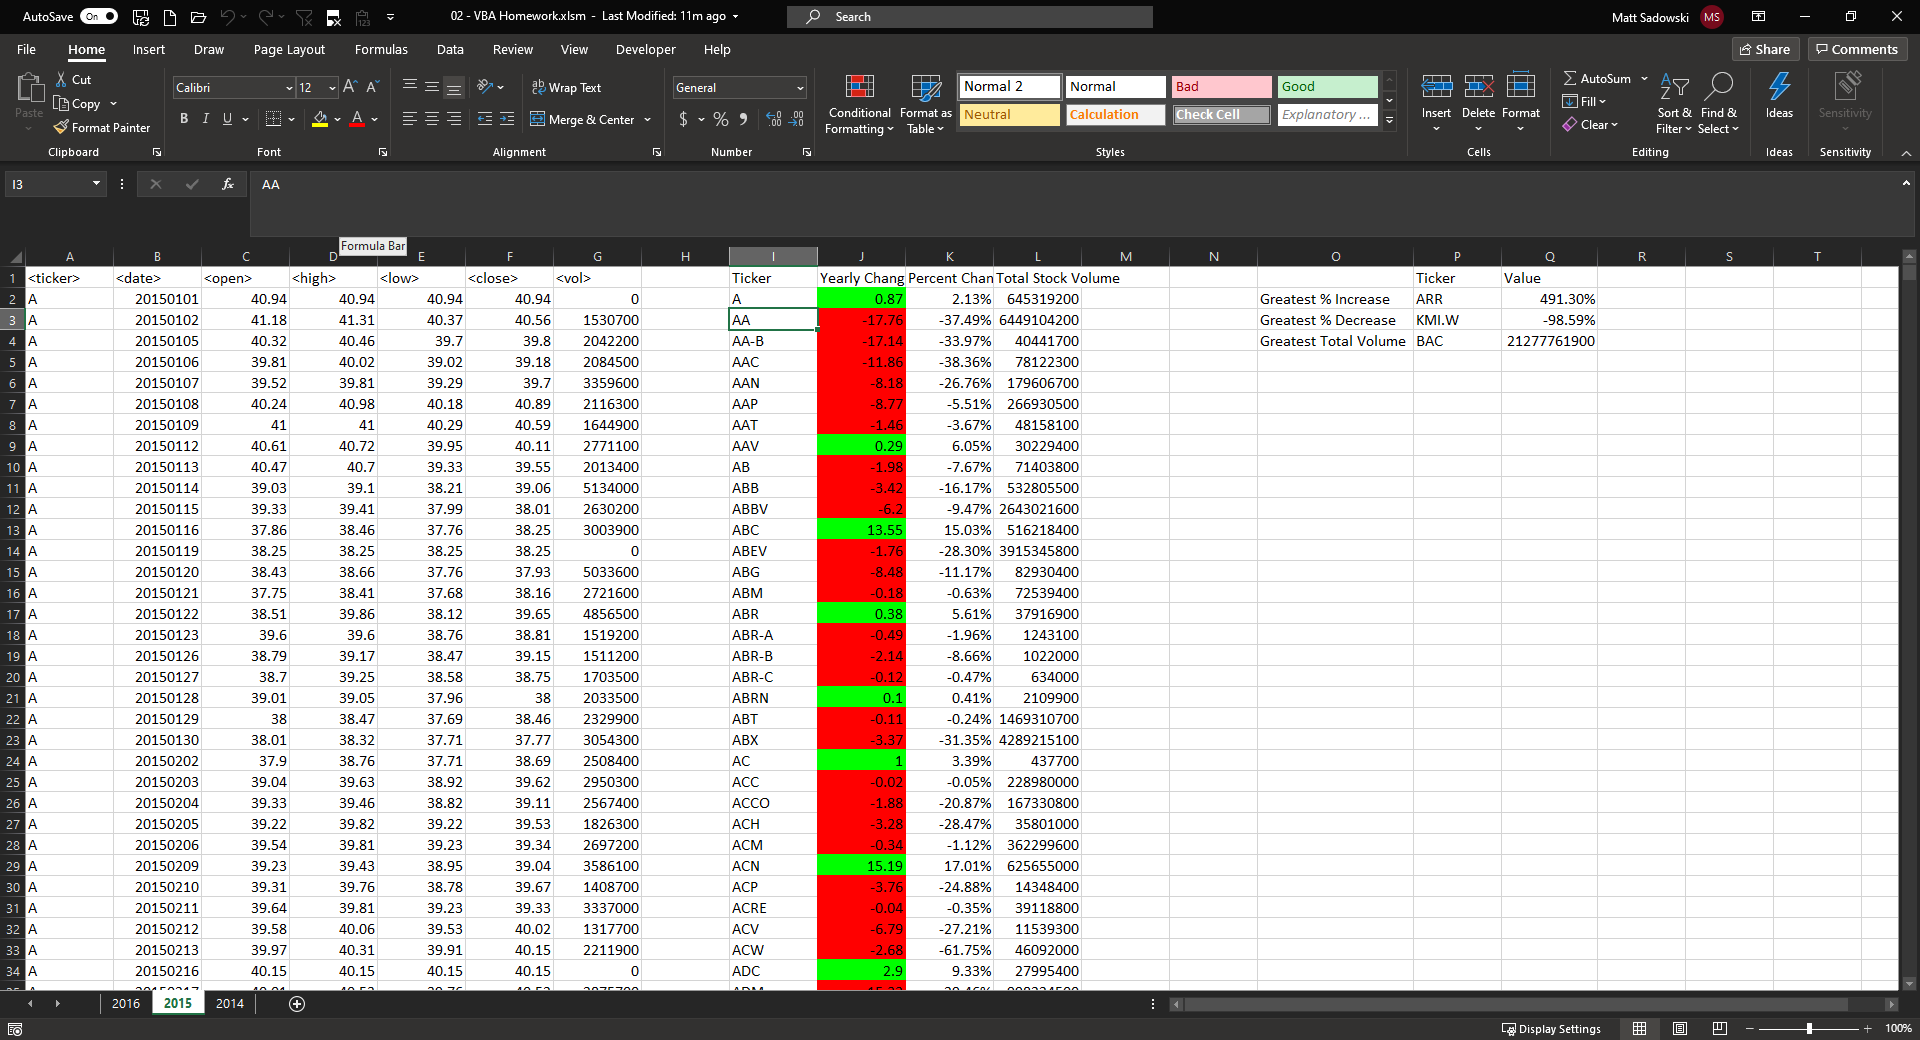 AutoSave On 02 - VBA Homework.xlsm - Last Modified: 11m ago Search Matt Sadowski MS
File Home Insert Draw Page Layout Formulas Data Review View Developer Help Share Comments
Paste Cut Copy Format Painter Clipboard
Calibri 12 A A B I U A Font
Wrap Text Merge & Center Alignment
General $ % 9 Number
Conditional Formatting Format as Table Normal 2 Normal Bad Good Neutral Calculation Check Cell Explanatory ... Styles
Insert Delete Format Cells
AutoSum Fill Clear Sort & Filter Find & Select Editing
Ideas Ideas Sensitivity Sensitivity
I3 fx AA
Formula Bar
A B C D E F G H I J K L M N O P Q R S T
1 <ticker> <date> <open> <high> <low> <close> <vol> Ticker Yearly Chang Percent Chan Total Stock Volume Ticker Value
2 A 20150101 40.94 40.94 40.94 40.94 0 A 0.87 2.13% 645319200 Greatest % Increase ARR 491.30%
3 A 20150102 41.18 41.31 40.37 40.56 1530700 AA -17.76 -37.49% 6449104200 Greatest % Decrease KMI.W -98.59%
4 A 20150105 40.32 40.46 39.7 39.8 2042200 AA-B -17.14 -33.97% 40441700 Greatest Total Volume BAC 21277761900
5 A 20150106 39.81 40.02 39.02 39.18 2084500 AAC -11.86 -38.36% 78122300
6 A 20150107 39.52 39.81 39.29 39.7 3359600 AAN -8.18 -26.76% 179606700
7 A 20150108 40.24 40.98 40.18 40.89 2116300 AAP -8.77 -5.51% 266930500
8 A 20150109 41 41 40.29 40.59 1644900 AAT -1.46 -3.67% 48158100
9 A 20150112 40.61 40.72 39.95 40.11 2771100 AAV 0.29 6.05% 30229400
10 A 20150113 40.47 40.7 39.33 39.55 2013400 AB -1.98 -7.67% 71403800
11 A 20150114 39.03 39.1 38.21 39.06 5134000 ABB -3.42 -16.17% 532805500
12 A 20150115 39.33 39.41 37.99 38.01 2630200 ABBV -6.2 -9.47% 2643021600
13 A 20150116 37.86 38.46 37.76 38.25 3003900 ABC 13.55 15.03% 516218400
14 A 20150119 38.25 38.25 38.25 38.25 0 ABEV -1.76 -28.30% 3915345800
15 A 20150120 38.43 38.66 37.76 37.93 5033600 ABG -8.48 -11.17% 82930400
16 A 20150121 37.75 38.41 37.68 38.16 2721600 ABM -0.18 -0.63% 72539400
17 A 20150122 38.51 39.86 38.12 39.65 4856500 ABR 0.38 5.61% 37916900
18 A 20150123 39.6 39.6 38.76 38.81 1519200 ABR-A -0.49 -1.96% 1243100
19 A 20150126 38.79 39.17 38.47 39.15 1511200 ABR-B -2.14 -8.66% 1022000
20 A 20150127 38.7 39.25 38.58 38.75 1703500 ABR-C -0.12 -0.47% 634000
21 A 20150128 39.01 39.05 37.96 38 2033500 ABRN 0.1 0.41% 2109900
22 A 20150129 38 38.47 37.69 38.46 2329900 ABT -0.11 -0.24% 1469310700
23 A 20150130 38.01 38.32 37.71 37.77 3054300 ABX -3.37 -31.35% 4289215100
24 A 20150202 37.9 38.76 37.71 38.69 2508400 AC 1 3.39% 437700
25 A 20150203 39.04 39.63 38.92 39.62 2950300 ACC -0.02 -0.05% 228980000
26 A 20150204 39.33 39.46 38.82 39.11 2567400 ACCO -1.88 -20.87% 167330800
27 A 20150205 39.22 39.82 39.22 39.53 1826300 ACH -3.28 -28.47% 35801000
28 A 20150206 39.54 39.81 39.23 39.34 2697200 ACM -0.34 -1.12% 362299600
29 A 20150209 39.23 39.43 38.95 39.04 3586100 ACN 15.19 17.01% 625655000
30 A 20150210 39.31 39.76 38.78 39.67 1408700 ACP -3.76 -24.88% 14348400
31 A 20150211 39.64 39.81 39.23 39.33 3337000 ACRE -0.04 -0.35% 39118800
32 A 20150212 39.58 40.06 39.53 40.02 1317700 ACV -6.79 -27.21% 11539300
33 A 20150213 39.97 40.31 39.91 40.15 2211900 ACW -2.68 -61.75% 46092000
34 A 20150216 40.15 40.15 40.15 40.15 0 ADC 2.9 9.33% 27995400
2016 2015 2014
Display Settings 100%